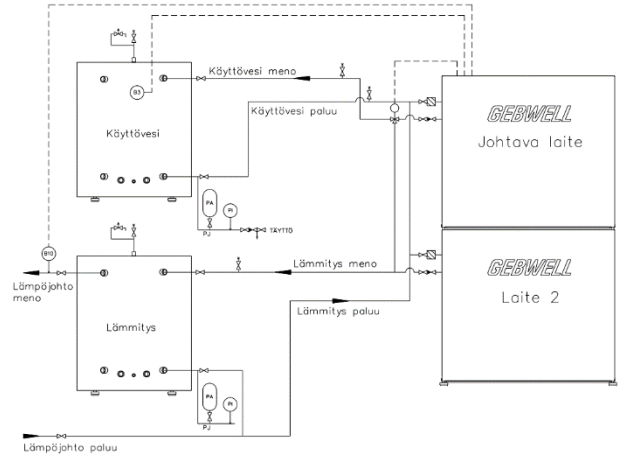 Käyttövesi meno
B3
Käyttövesi paluu
Käyttövesi
GEBWELL
Johtava laite
PA
PI
PJ
TÄYTTÖ
B10
Lämmitys meno
Lämpöjohto
meno
Lämmitys paluu
GEBWELL
Laite 2
Lämmitys
PA
PI
PJ
Lämpöjohto paluu